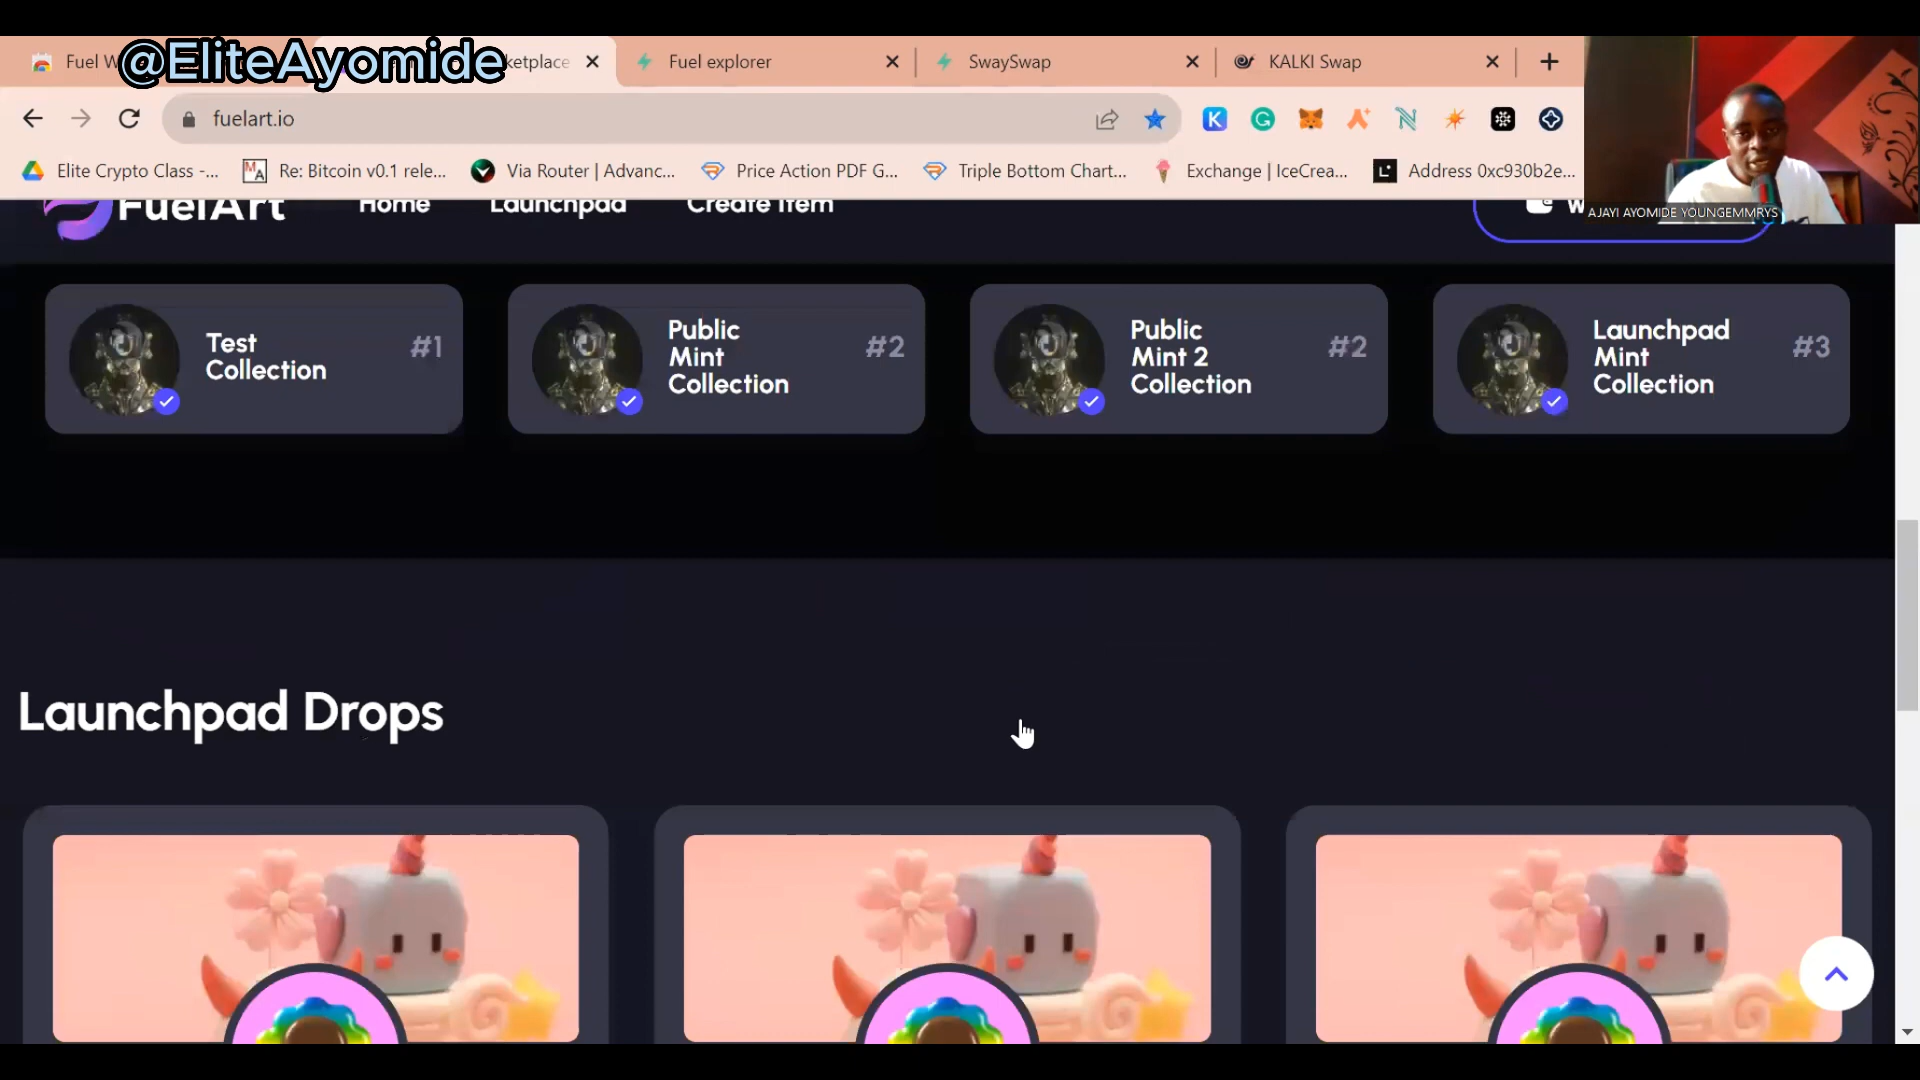 @EliteAyomide
Fuel
ketplace
Fuel explorer
SwaySwap
KALKI Swap
fuelart.io
Elite Crypto Class -...
Re: Bitcoin v0.1 rele...
Via Router | Advanc...
Price Action PDF G...
Triple Bottom Chart...
Exchange | IceCrea...
Address 0xc930b2e...
AJAYI AYOMIDE YOUNGEMMRYS
FuelArt
Home
Launchpad
Create Item
Test
Collection
#1
Public
Mint
Collection
#2
Public
Mint 2
Collection
#2
Launchpad
Mint
Collection
#3
Launchpad Drops